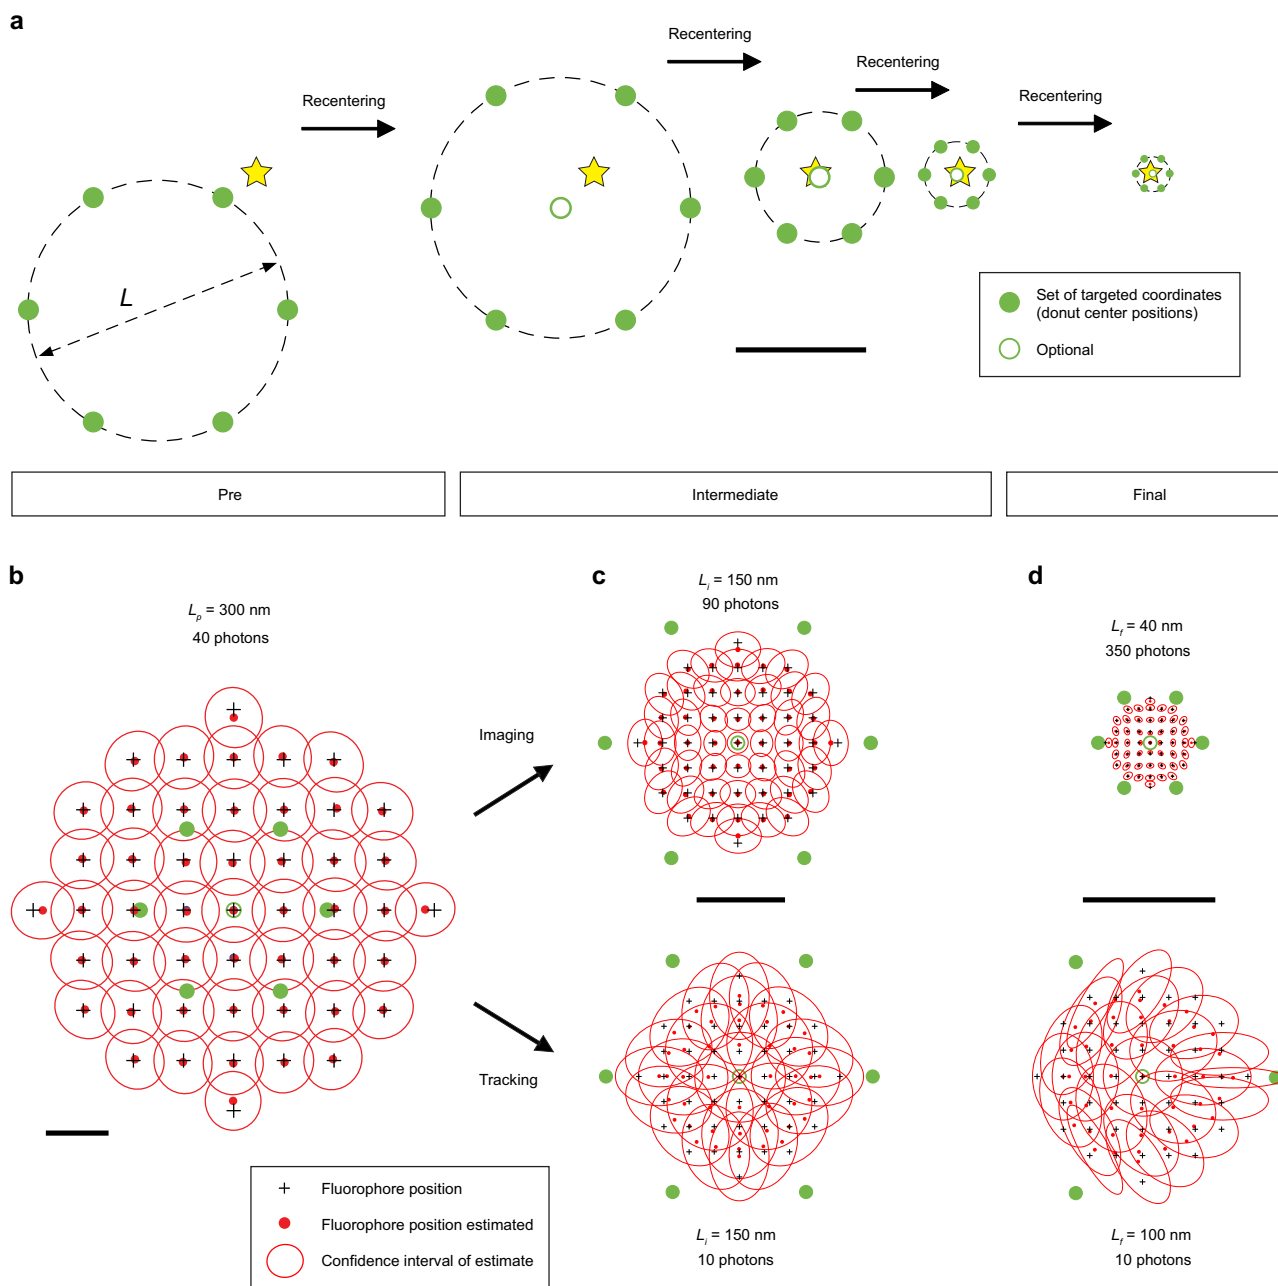 a
Recentering
Recentering
Recentering
Recentering
L
Set of targeted coordinates
(donut center positions)
Optional
Pre
Intermediate
Final
b
Lp = 300 nm
40 photons
Imaging
Tracking
Fluorophore position
Fluorophore position estimated
Confidence interval of estimate
c
Li = 150 nm
90 photons
Li = 150 nm
10 photons
d
Lf = 40 nm
350 photons
Lf = 100 nm
10 photons